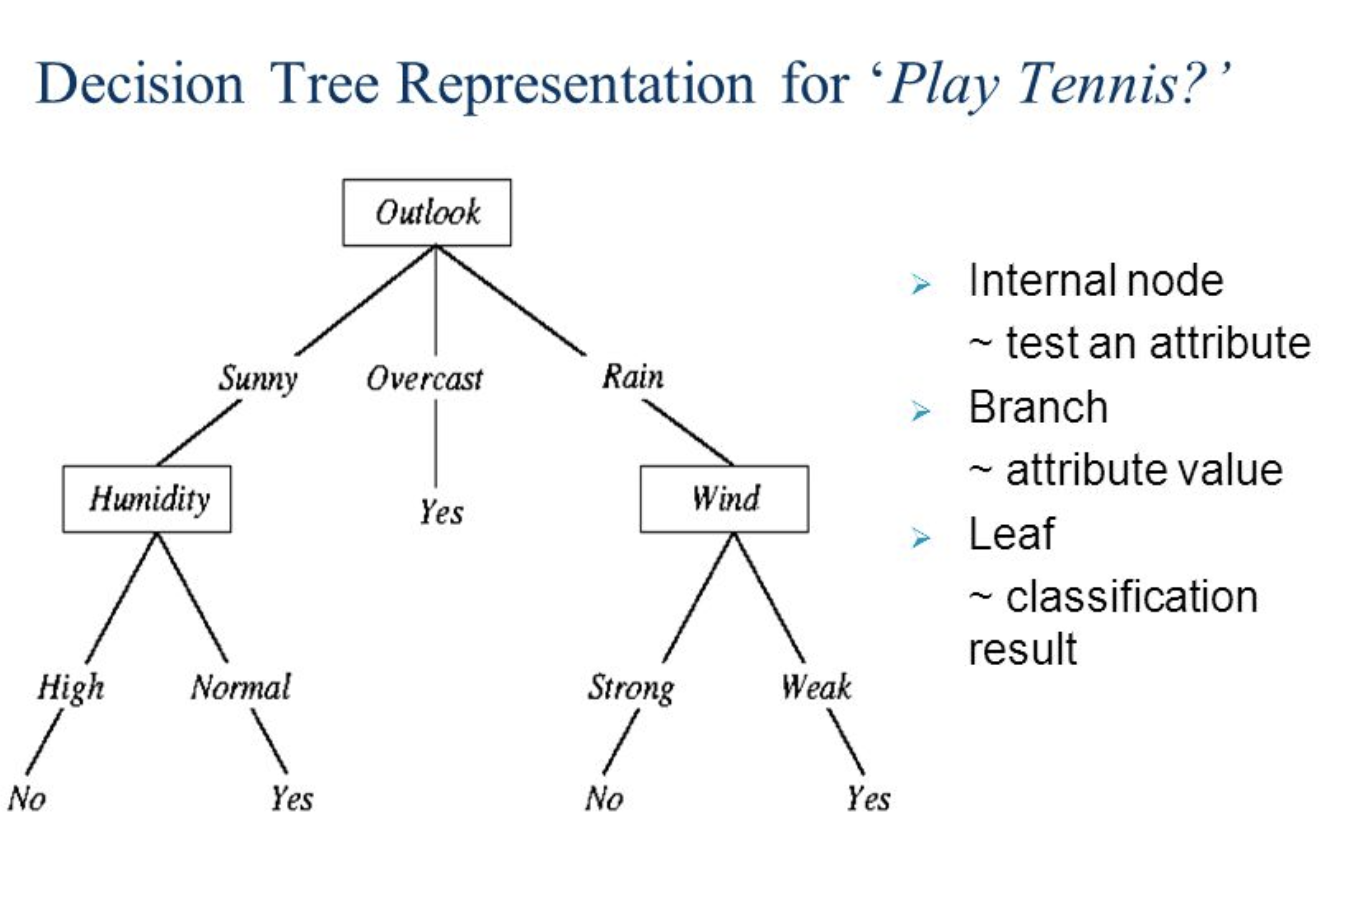 Decision Tree Representation for ‘Play Tennis?’
Outlook
Sunny Overcast Rain
Humidity Yes Wind
High Normal Strong Weak
No Yes No Yes
➢ Internal node
~ test an attribute
➢ Branch
~ attribute value
➢ Leaf
~ classification
result